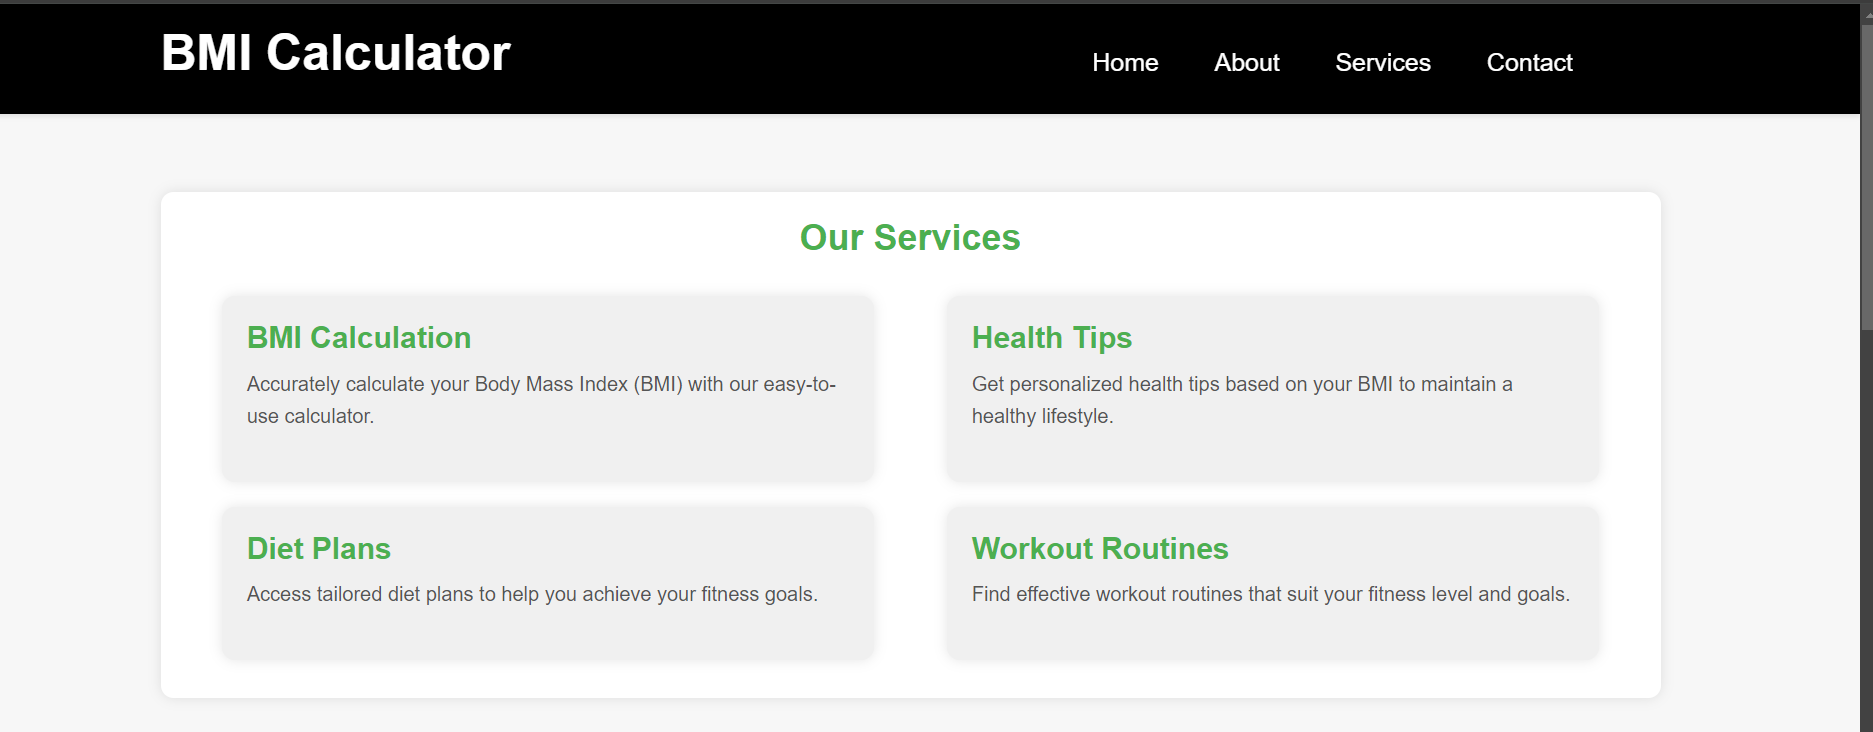 BMI Calculator
Home About Services Contact
Our Services
BMI Calculation
Accurately calculate your Body Mass Index (BMI) with our easy-to-
use calculator.
Health Tips
Get personalized health tips based on your BMI to maintain a
healthy lifestyle.
Diet Plans
Access tailored diet plans to help you achieve your fitness goals.
Workout Routines
Find effective workout routines that suit your fitness level and goals.